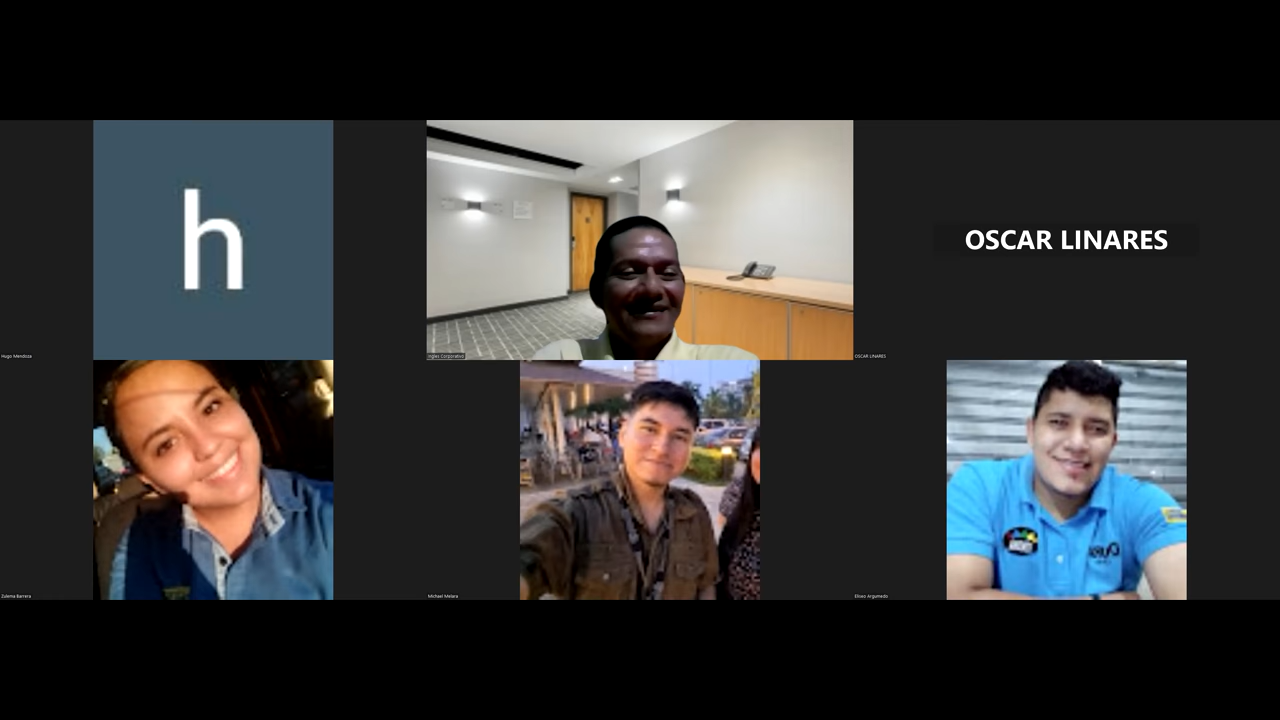 h
OSCAR LINARES
Hugo Mendoza
Ingles Corporativo
OSCAR LINARES
Zulema Barrera
Michael Melara
Eliseo Argumedo